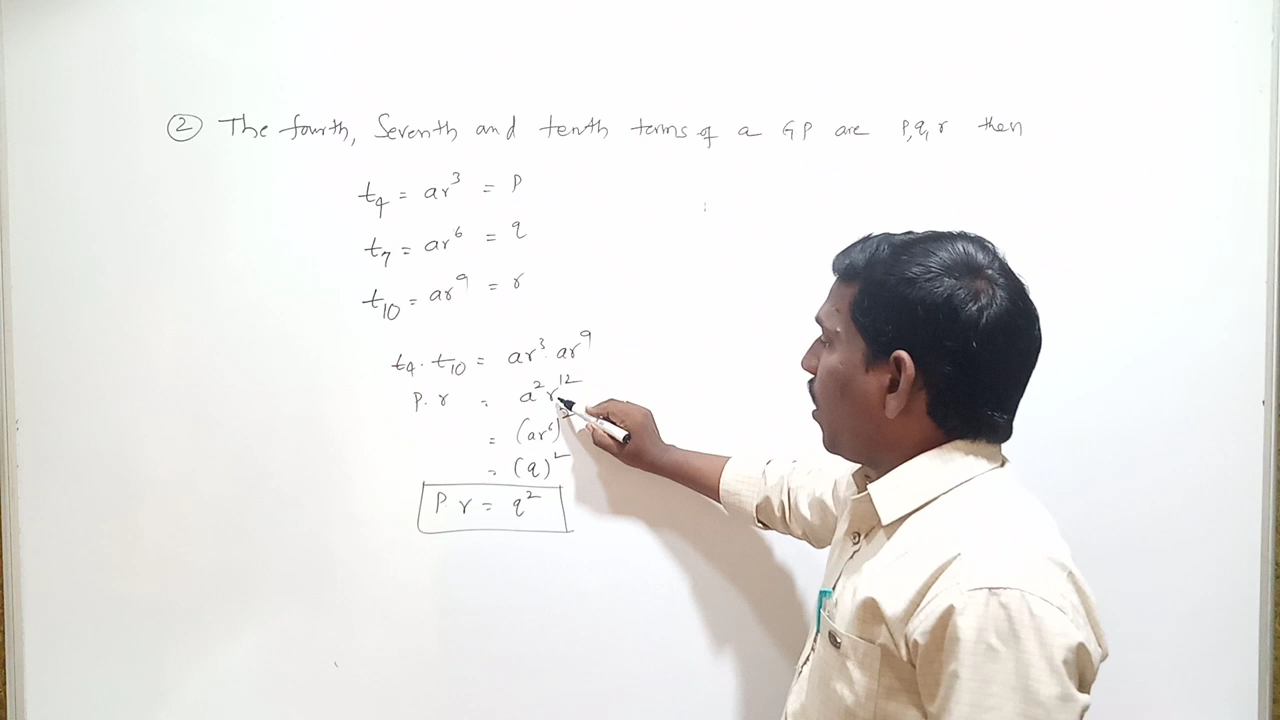 ② The fourth, Seventh and tenth terms of a GP are p,q,r then
t₄ = ar³ = p
t₇ = ar⁶ = q
t₁₀ = ar⁹ = r
t₄ . t₁₀ = ar³ . ar⁹
p . r = a²r¹²
= (ar⁶)²
= (q)²
p r = q²